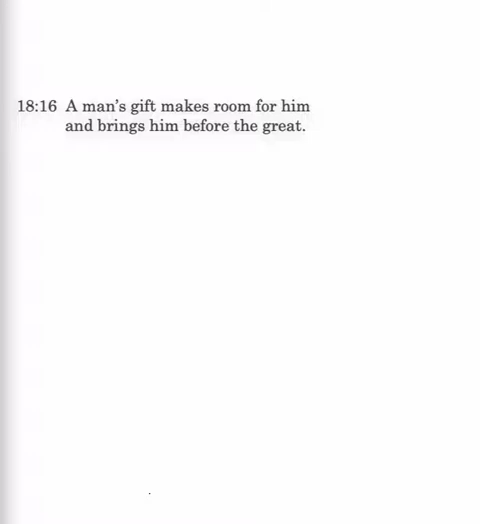 18:16 A man's gift makes room for him
and brings him before the great.